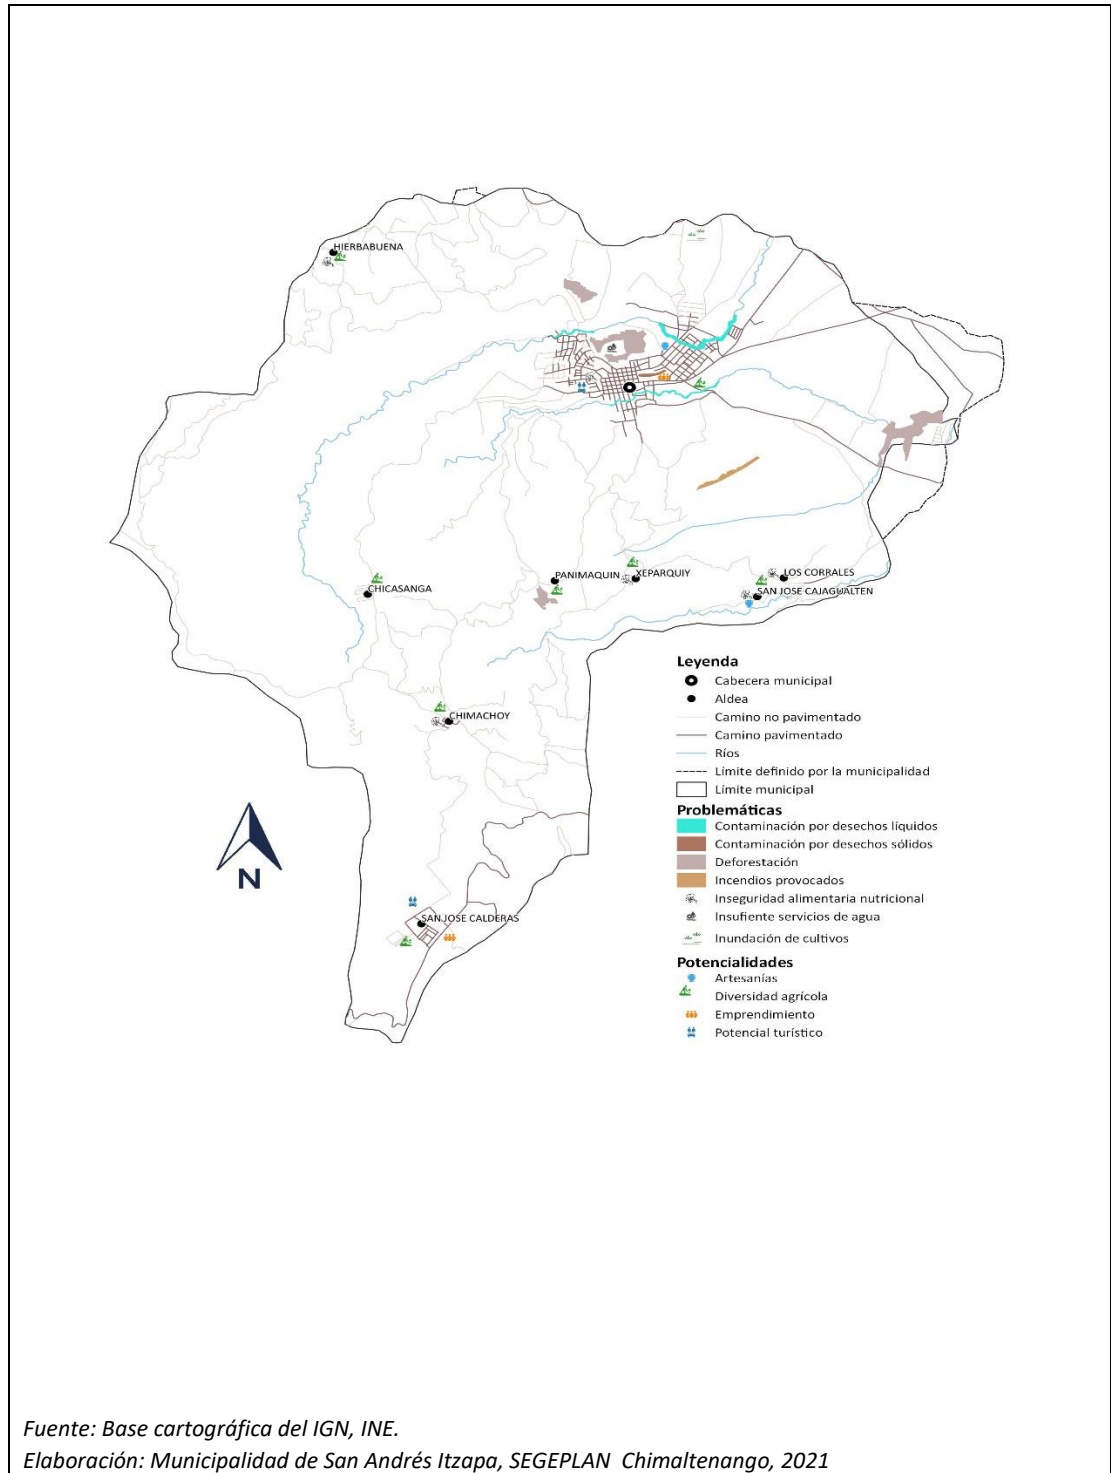 HIERBABUENA
PANIMAQUIN
XEPARQUIY
LOS CORRALES
CHICASANGA
SAN JOSE CAJAGUALTEN
CHIMACHOY
SAN JOSE CALDERAS
N
Leyenda
Cabecera municipal
Aldea
Camino no pavimentado
Camino pavimentado
Ríos
Límite definido por la municipalidad
Límite municipal
Problemáticas
Contaminación por desechos líquidos
Contaminación por desechos sólidos
Deforestación
Incendios provocados
Inseguridad alimentaria nutricional
Insufiente servicios de agua
Inundación de cultivos
Potencialidades
Artesanías
Diversidad agrícola
Emprendimiento
Potencial turístico
Fuente: Base cartográfica del IGN, INE.
Elaboración: Municipalidad de San Andrés Itzapa, SEGEPLAN Chimaltenango, 2021